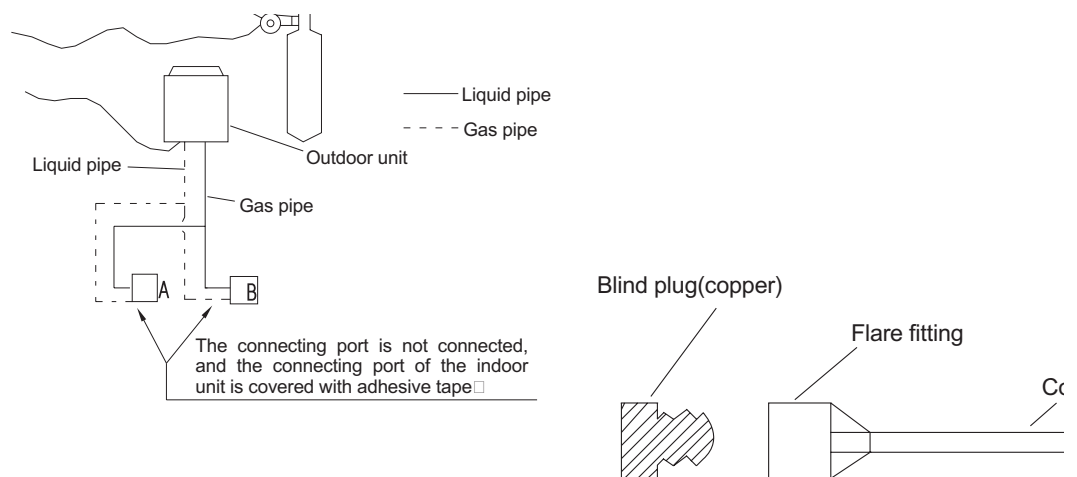 Liquid pipe
Gas pipe
Outdoor unit
Liquid pipe
Gas pipe
A
B
The connecting port is not connected,
and the connecting port of the indoor
unit is covered with adhesive tape□
Blind plug(copper)
Flare fitting